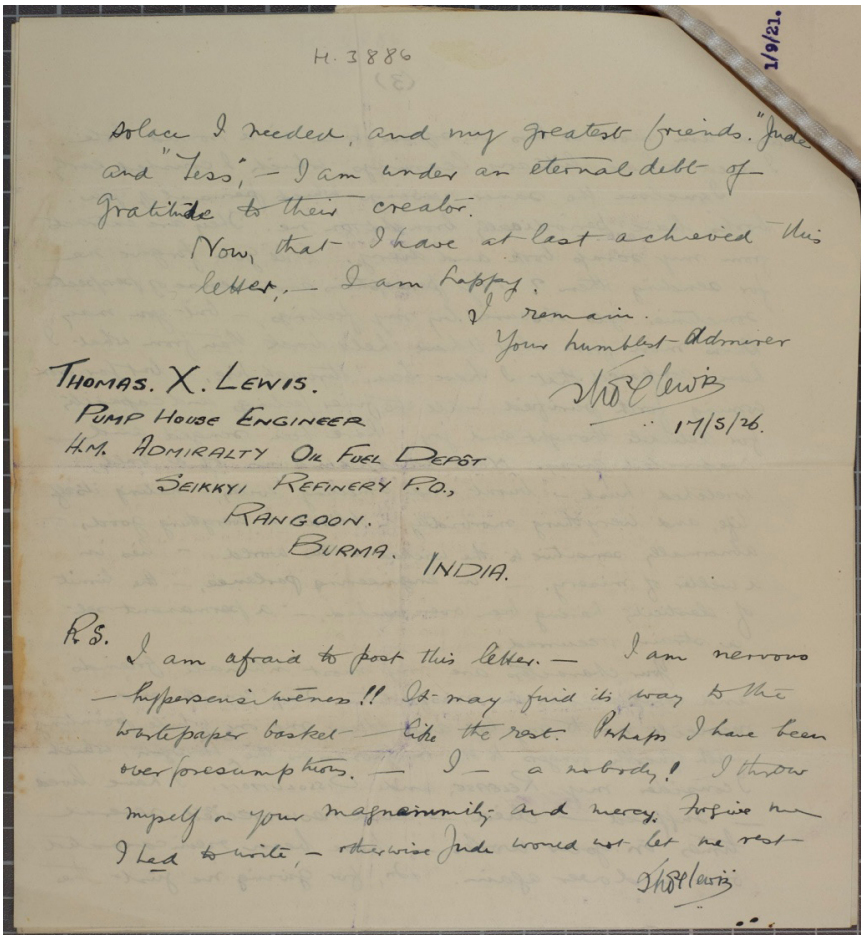 H. 3886
1/9/21.
solace I needed, and my greatest friends. "Jude
and "Tess", — I am under an eternal debt of
gratitude to their creator.
Now, that I have at last achieved this
letter, — I am happy.
I remain.
Your humblest Admirer
Thos X Lewis
17/5/26.
THOMAS. X. LEWIS.
PUMP HOUSE ENGINEER
H.M. ADMIRALTY OIL FUEL DEPÔT
SEIKKYI REFINERY P.O.,
RANGOON.
BURMA.
INDIA.
P.S.
I am afraid to post this letter. — I am nervous
— hypersensitiveness!! It may find its way to the
wastepaper basket — like the rest. Perhaps I have been
over presumptious. — I — a nobody! I throw
myself on your magnanimity and mercy. Forgive me
I had to write, — otherwise Jude would not let me rest —
Thos X Lewis